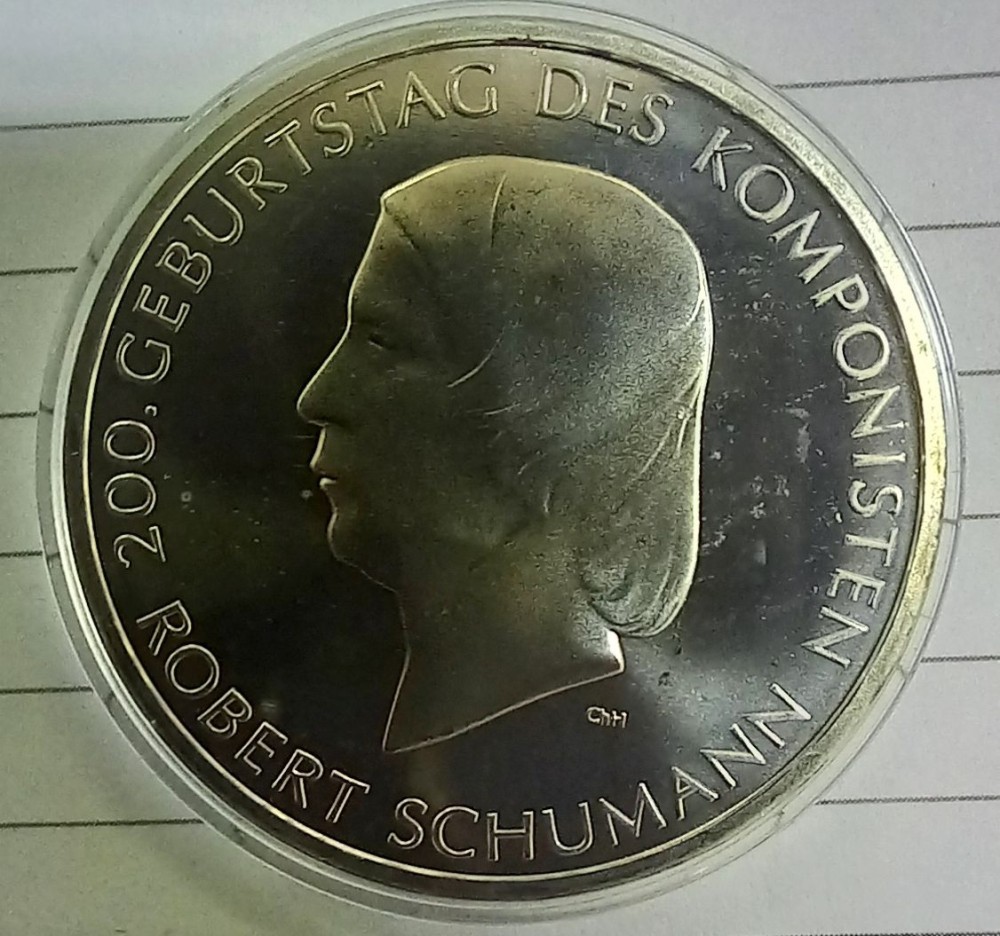 200. GEBURTSTAG DES KOMPONISTEN
ROBERT SCHUMANN
ChH